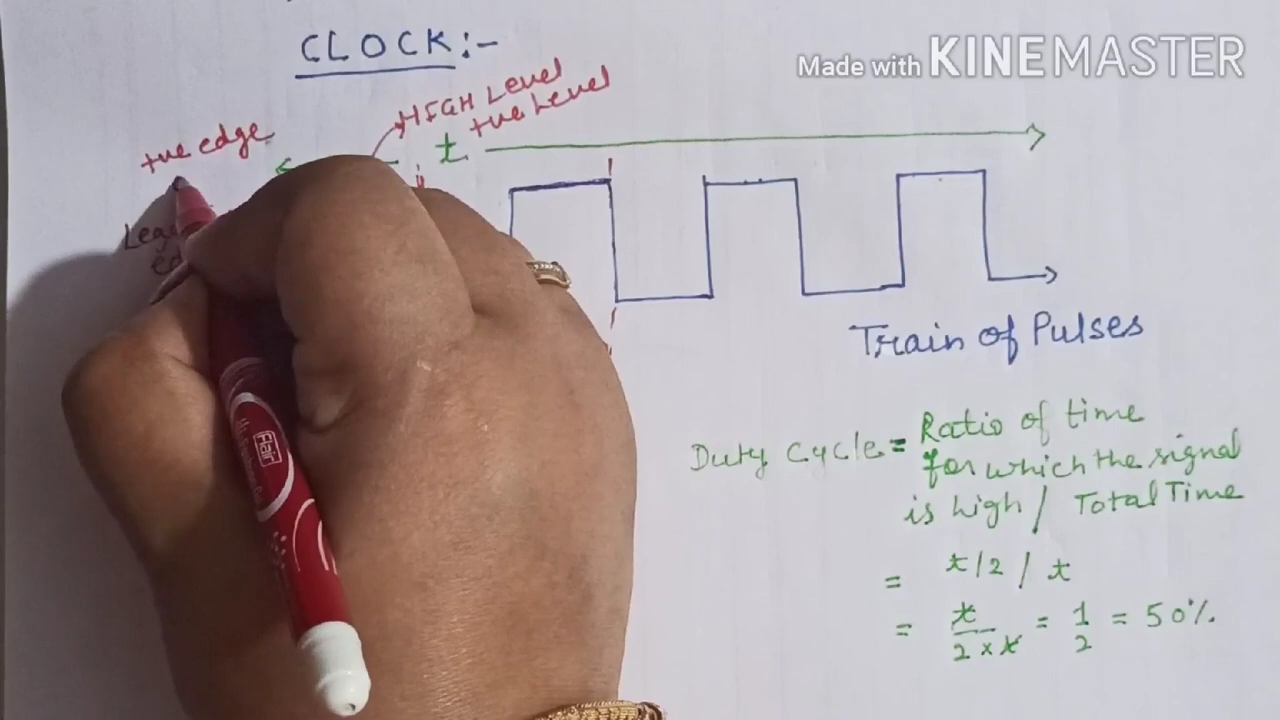 CLOCK:-
Made with KINEMASTER
HIGH Level
+ve Level
+ve edge
t
Train of Pulses
Duty Cycle = Ratio of time
for which the signal
is high / Total Time
= t/2 / t
= t / 2 × t = 1 / 2 = 50%
Flair